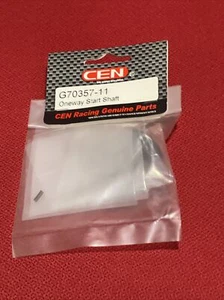 CEN
G70357-11
Oneway Start Shaft
CEN Racing Genuine Parts